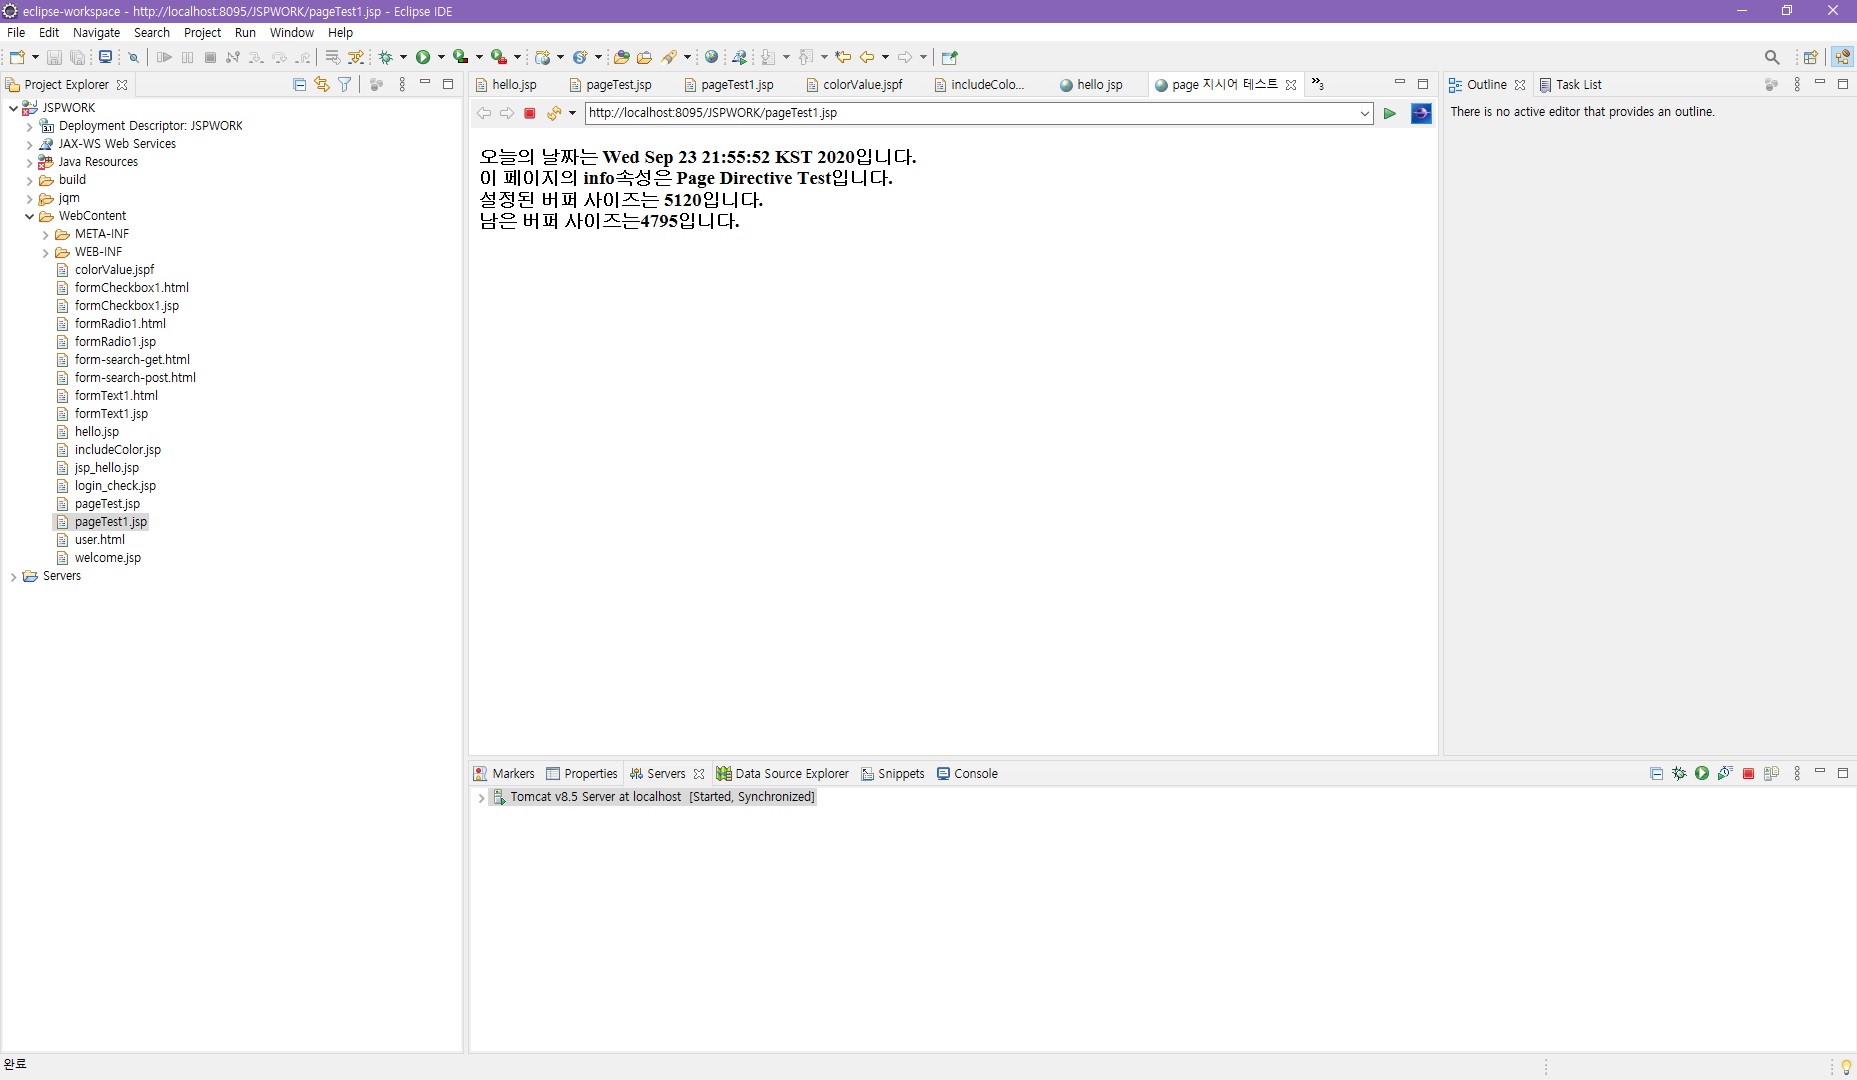 eclipse-workspace - http://localhost:8095/JSPWORK/pageTest1.jsp - Eclipse IDE
File Edit Navigate Search Project Run Window Help
Project Explorer
JSPWORK
Deployment Descriptor: JSPWORK
JAX-WS Web Services
Java Resources
build
jqm
WebContent
META-INF
WEB-INF
colorValue.jspf
formCheckbox1.html
formCheckbox1.jsp
formRadio1.html
formRadio1.jsp
form-search-get.html
form-search-post.html
formText1.html
formText1.jsp
hello.jsp
includeColor.jsp
jsp_hello.jsp
login_check.jsp
pageTest.jsp
pageTest1.jsp
user.html
welcome.jsp
Servers
hello.jsp pageTest.jsp pageTest1.jsp colorValue.jspf includeColo... hello jsp page 지시어 테스트 »3
http://localhost:8095/JSPWORK/pageTest1.jsp
오늘의 날짜는 Wed Sep 23 21:55:52 KST 2020입니다.
이 페이지의 info속성은 Page Directive Test입니다.
설정된 버퍼 사이즈는 5120입니다.
남은 버퍼 사이즈는4795입니다.
Outline Task List
There is no active editor that provides an outline.
Markers Properties Servers Data Source Explorer Snippets Console
Tomcat v8.5 Server at localhost [Started, Synchronized]
완료